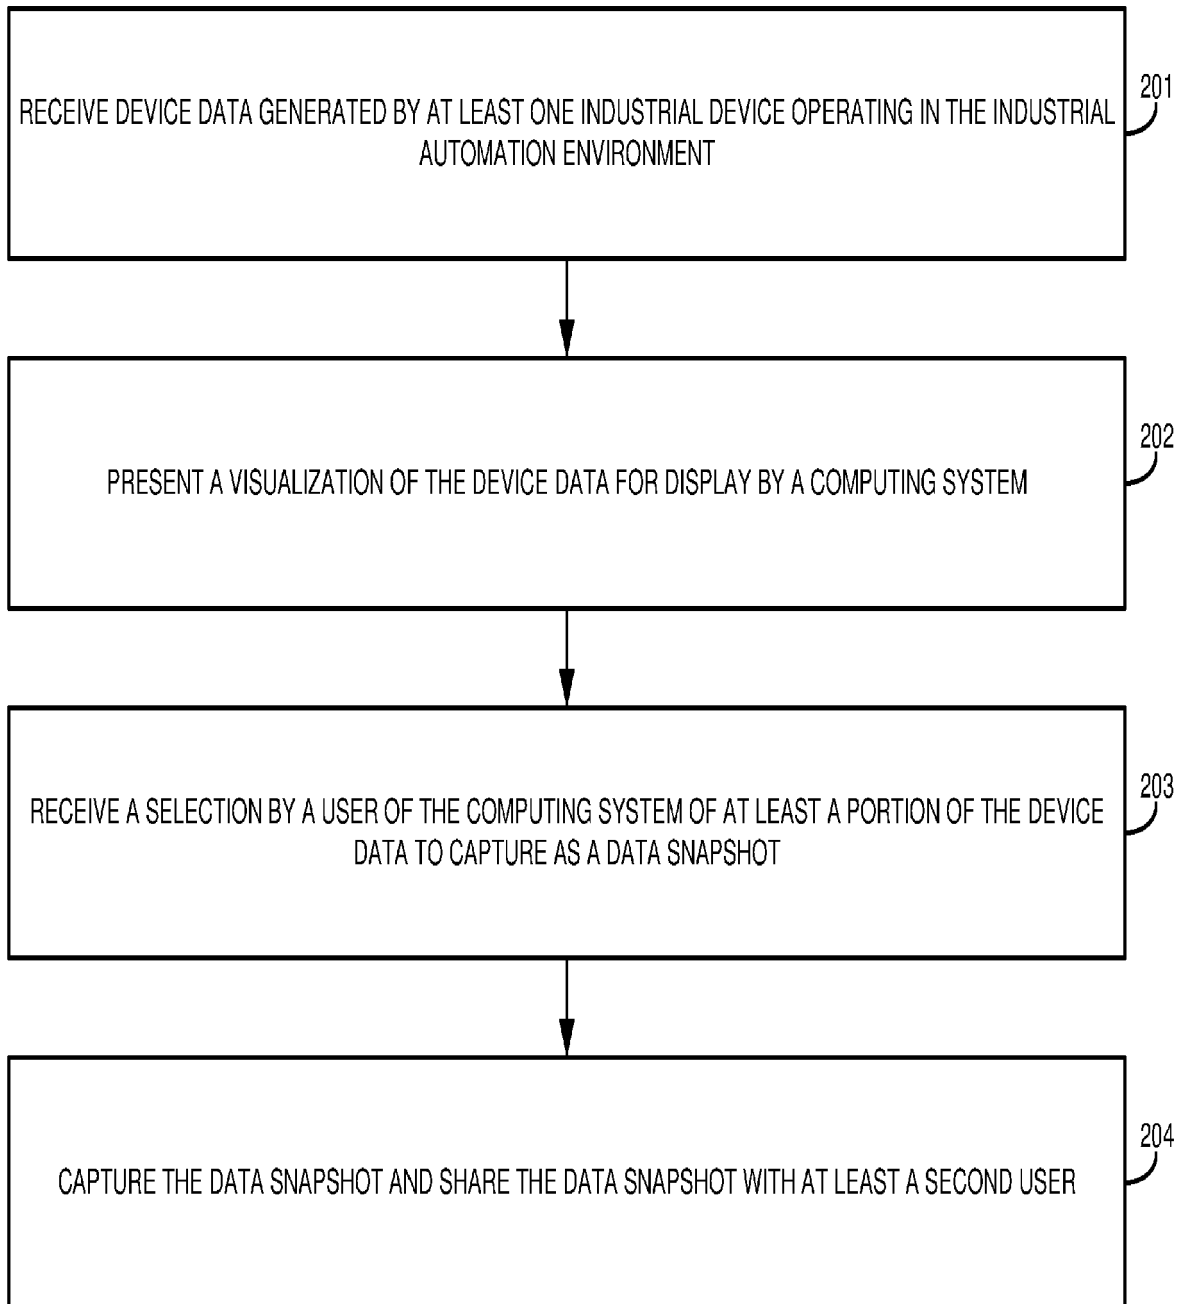 RECEIVE DEVICE DATA GENERATED BY AT LEAST ONE INDUSTRIAL DEVICE OPERATING IN THE INDUSTRIAL
AUTOMATION ENVIRONMENT
201
PRESENT A VISUALIZATION OF THE DEVICE DATA FOR DISPLAY BY A COMPUTING SYSTEM
202
RECEIVE A SELECTION BY A USER OF THE COMPUTING SYSTEM OF AT LEAST A PORTION OF THE DEVICE
DATA TO CAPTURE AS A DATA SNAPSHOT
203
CAPTURE THE DATA SNAPSHOT AND SHARE THE DATA SNAPSHOT WITH AT LEAST A SECOND USER
204